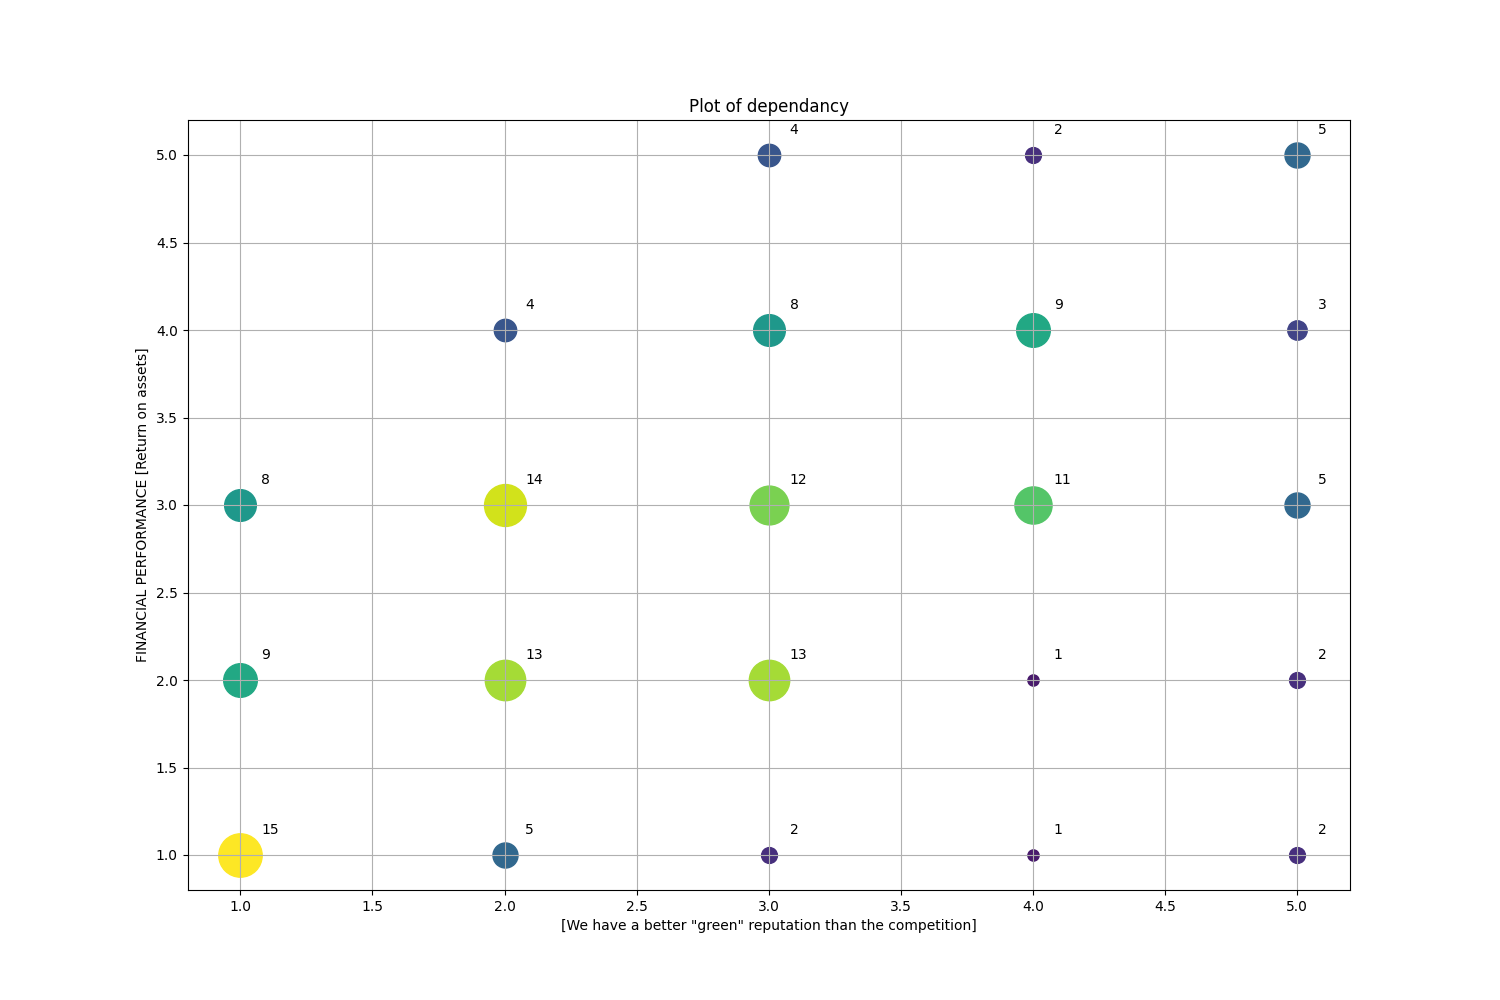 Plot of dependancy
4 2 5
5.0
4.5
4 8 9 3
4.0
3.5
8 14 12 11 5
3.0
2.5
9 13 13 1 2
2.0
1.5
15 5 2 1 2
1.0
FINANCIAL PERFORMANCE [Return on assets]
1.0 1.5 2.0 2.5 3.0 3.5 4.0 4.5 5.0
[We have a better "green" reputation than the competition]